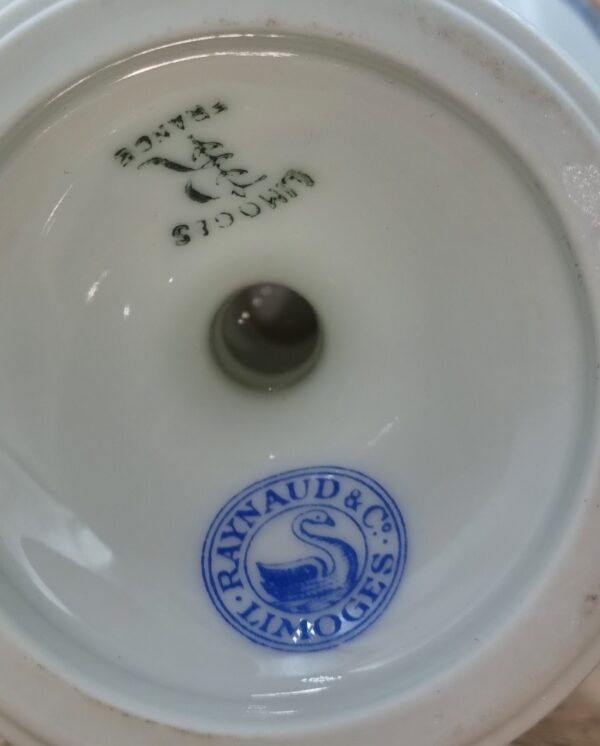 LIMOGES
FRANCE
RAYNAUD & Co.
LIMOGES